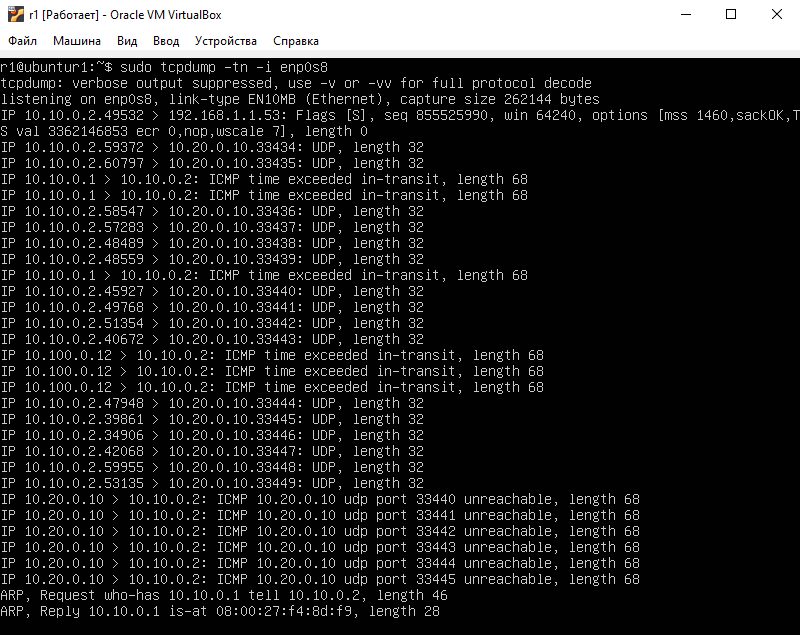 r1 [Работает] - Oracle VM VirtualBox
Файл Машина Вид Ввод Устройства Справка
r1@ubuntur1:~$ sudo tcpdump -tn -i enp0s8
tcpdump: verbose output suppressed, use -v or -vv for full protocol decode
listening on enp0s8, link-type EN10MB (Ethernet), capture size 262144 bytes
IP 10.10.0.2.49532 > 192.168.1.1.53: Flags [S], seq 855525990, win 64240, options [mss 1460,sackOK,T
S val 3362146853 ecr 0,nop,wscale 7], length 0
IP 10.10.0.2.59372 > 10.20.0.10.33434: UDP, length 32
IP 10.10.0.2.60797 > 10.20.0.10.33435: UDP, length 32
IP 10.10.0.1 > 10.10.0.2: ICMP time exceeded in-transit, length 68
IP 10.10.0.1 > 10.10.0.2: ICMP time exceeded in-transit, length 68
IP 10.10.0.2.58547 > 10.20.0.10.33436: UDP, length 32
IP 10.10.0.2.57283 > 10.20.0.10.33437: UDP, length 32
IP 10.10.0.2.48489 > 10.20.0.10.33438: UDP, length 32
IP 10.10.0.2.48559 > 10.20.0.10.33439: UDP, length 32
IP 10.10.0.1 > 10.10.0.2: ICMP time exceeded in-transit, length 68
IP 10.10.0.2.45927 > 10.20.0.10.33440: UDP, length 32
IP 10.10.0.2.49768 > 10.20.0.10.33441: UDP, length 32
IP 10.10.0.2.51354 > 10.20.0.10.33442: UDP, length 32
IP 10.10.0.2.40672 > 10.20.0.10.33443: UDP, length 32
IP 10.100.0.12 > 10.10.0.2: ICMP time exceeded in-transit, length 68
IP 10.100.0.12 > 10.10.0.2: ICMP time exceeded in-transit, length 68
IP 10.100.0.12 > 10.10.0.2: ICMP time exceeded in-transit, length 68
IP 10.10.0.2.47948 > 10.20.0.10.33444: UDP, length 32
IP 10.10.0.2.39861 > 10.20.0.10.33445: UDP, length 32
IP 10.10.0.2.34906 > 10.20.0.10.33446: UDP, length 32
IP 10.10.0.2.42068 > 10.20.0.10.33447: UDP, length 32
IP 10.10.0.2.59955 > 10.20.0.10.33448: UDP, length 32
IP 10.10.0.2.53135 > 10.20.0.10.33449: UDP, length 32
IP 10.20.0.10 > 10.10.0.2: ICMP 10.20.0.10 udp port 33440 unreachable, length 68
IP 10.20.0.10 > 10.10.0.2: ICMP 10.20.0.10 udp port 33441 unreachable, length 68
IP 10.20.0.10 > 10.10.0.2: ICMP 10.20.0.10 udp port 33442 unreachable, length 68
IP 10.20.0.10 > 10.10.0.2: ICMP 10.20.0.10 udp port 33443 unreachable, length 68
IP 10.20.0.10 > 10.10.0.2: ICMP 10.20.0.10 udp port 33444 unreachable, length 68
IP 10.20.0.10 > 10.10.0.2: ICMP 10.20.0.10 udp port 33445 unreachable, length 68
ARP, Request who-has 10.10.0.1 tell 10.10.0.2, length 46
ARP, Reply 10.10.0.1 is-at 08:00:27:f4:8d:f9, length 28